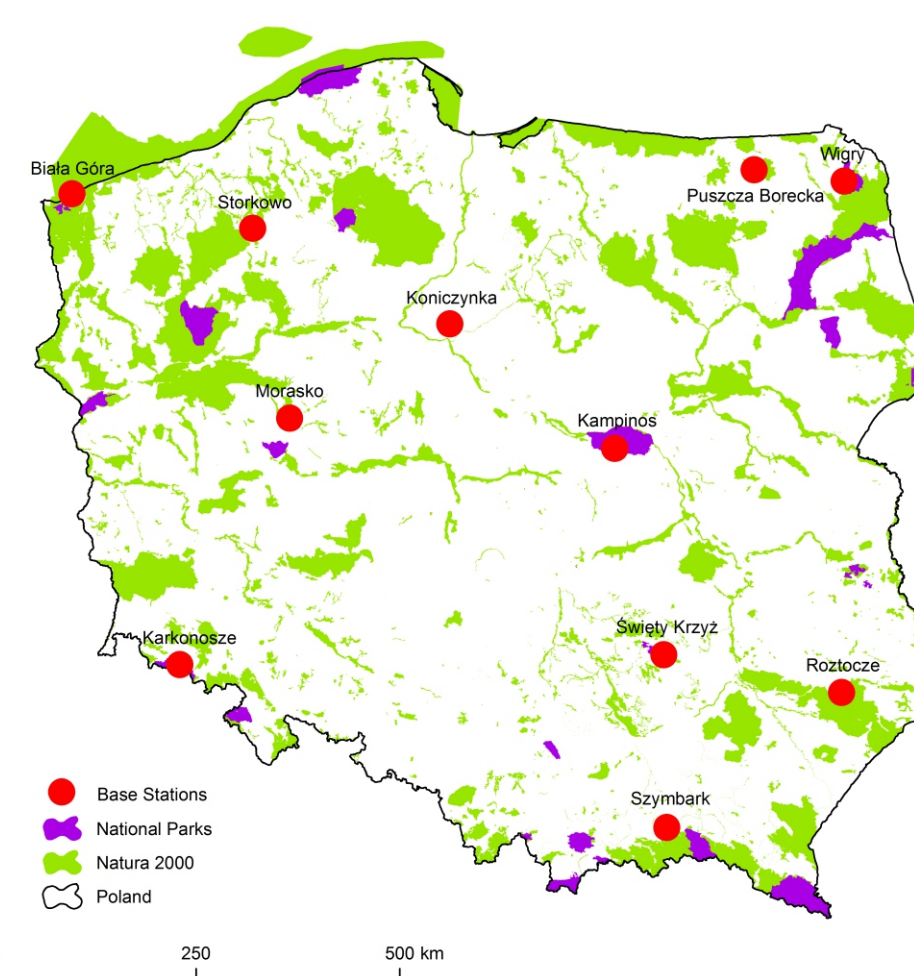 Biała Góra
Wigry
Puszcza Borecka
Storkowo
Koniczynka
Morasko
Kampinos
Święty Krzyż
Karkonosze
Roztocze
Szymbark
Base Stations
National Parks
Natura 2000
Poland
250 500 km